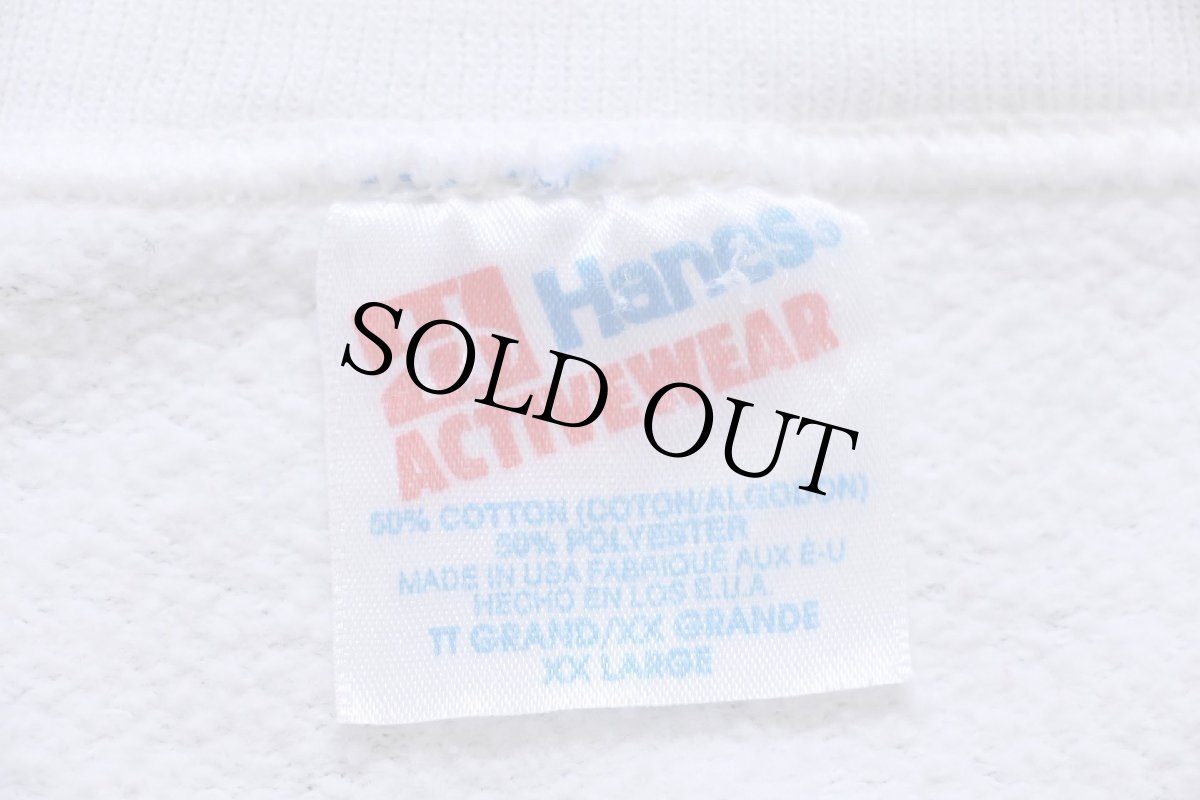 Hanes®
ACTIVEWEAR
SOLD OUT
50% COTTON (COTON/ALGODON)
50% POLYESTER
MADE IN USA FABRIQUÉ AUX É-U
HECHO EN LOS E.U.A.
TT GRAND/XX GRANDE
XX LARGE